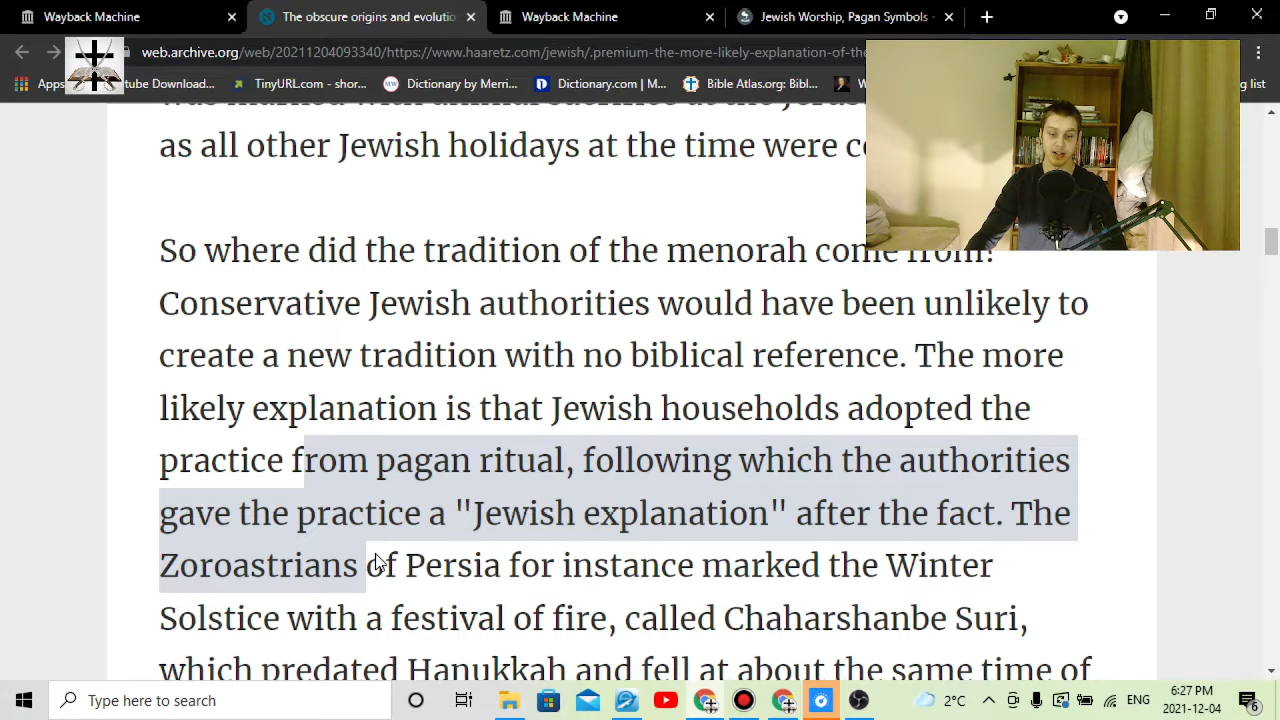 Wayback Machine
The obscure origins and evolutio
Wayback Machine
Jewish Worship, Pagan Symbols -
web.archive.org/web/20211204093340/https://www.haaretz.com/jewish/.premium-the-more-likely-explanation-of-the
Apps
tube Download...
TinyURL.com - shor...
Dictionary by Merri...
Dictionary.com | M...
Bible Atlas.org: Bibl...
g list
as all other Jewish holidays at the time were
So where did the tradition of the menorah come from?
Conservative Jewish authorities would have been unlikely to
create a new tradition with no biblical reference. The more
likely explanation is that Jewish households adopted the
practice from pagan ritual, following which the authorities
gave the practice a "Jewish explanation" after the fact. The
Zoroastrians of Persia for instance marked the Winter
Solstice with a festival of fire, called Chaharshanbe Suri,
which predated Hanukkah and fell at about the same time of
Type here to search
2°C
ENG
6:27 PM
2021-12-04
6